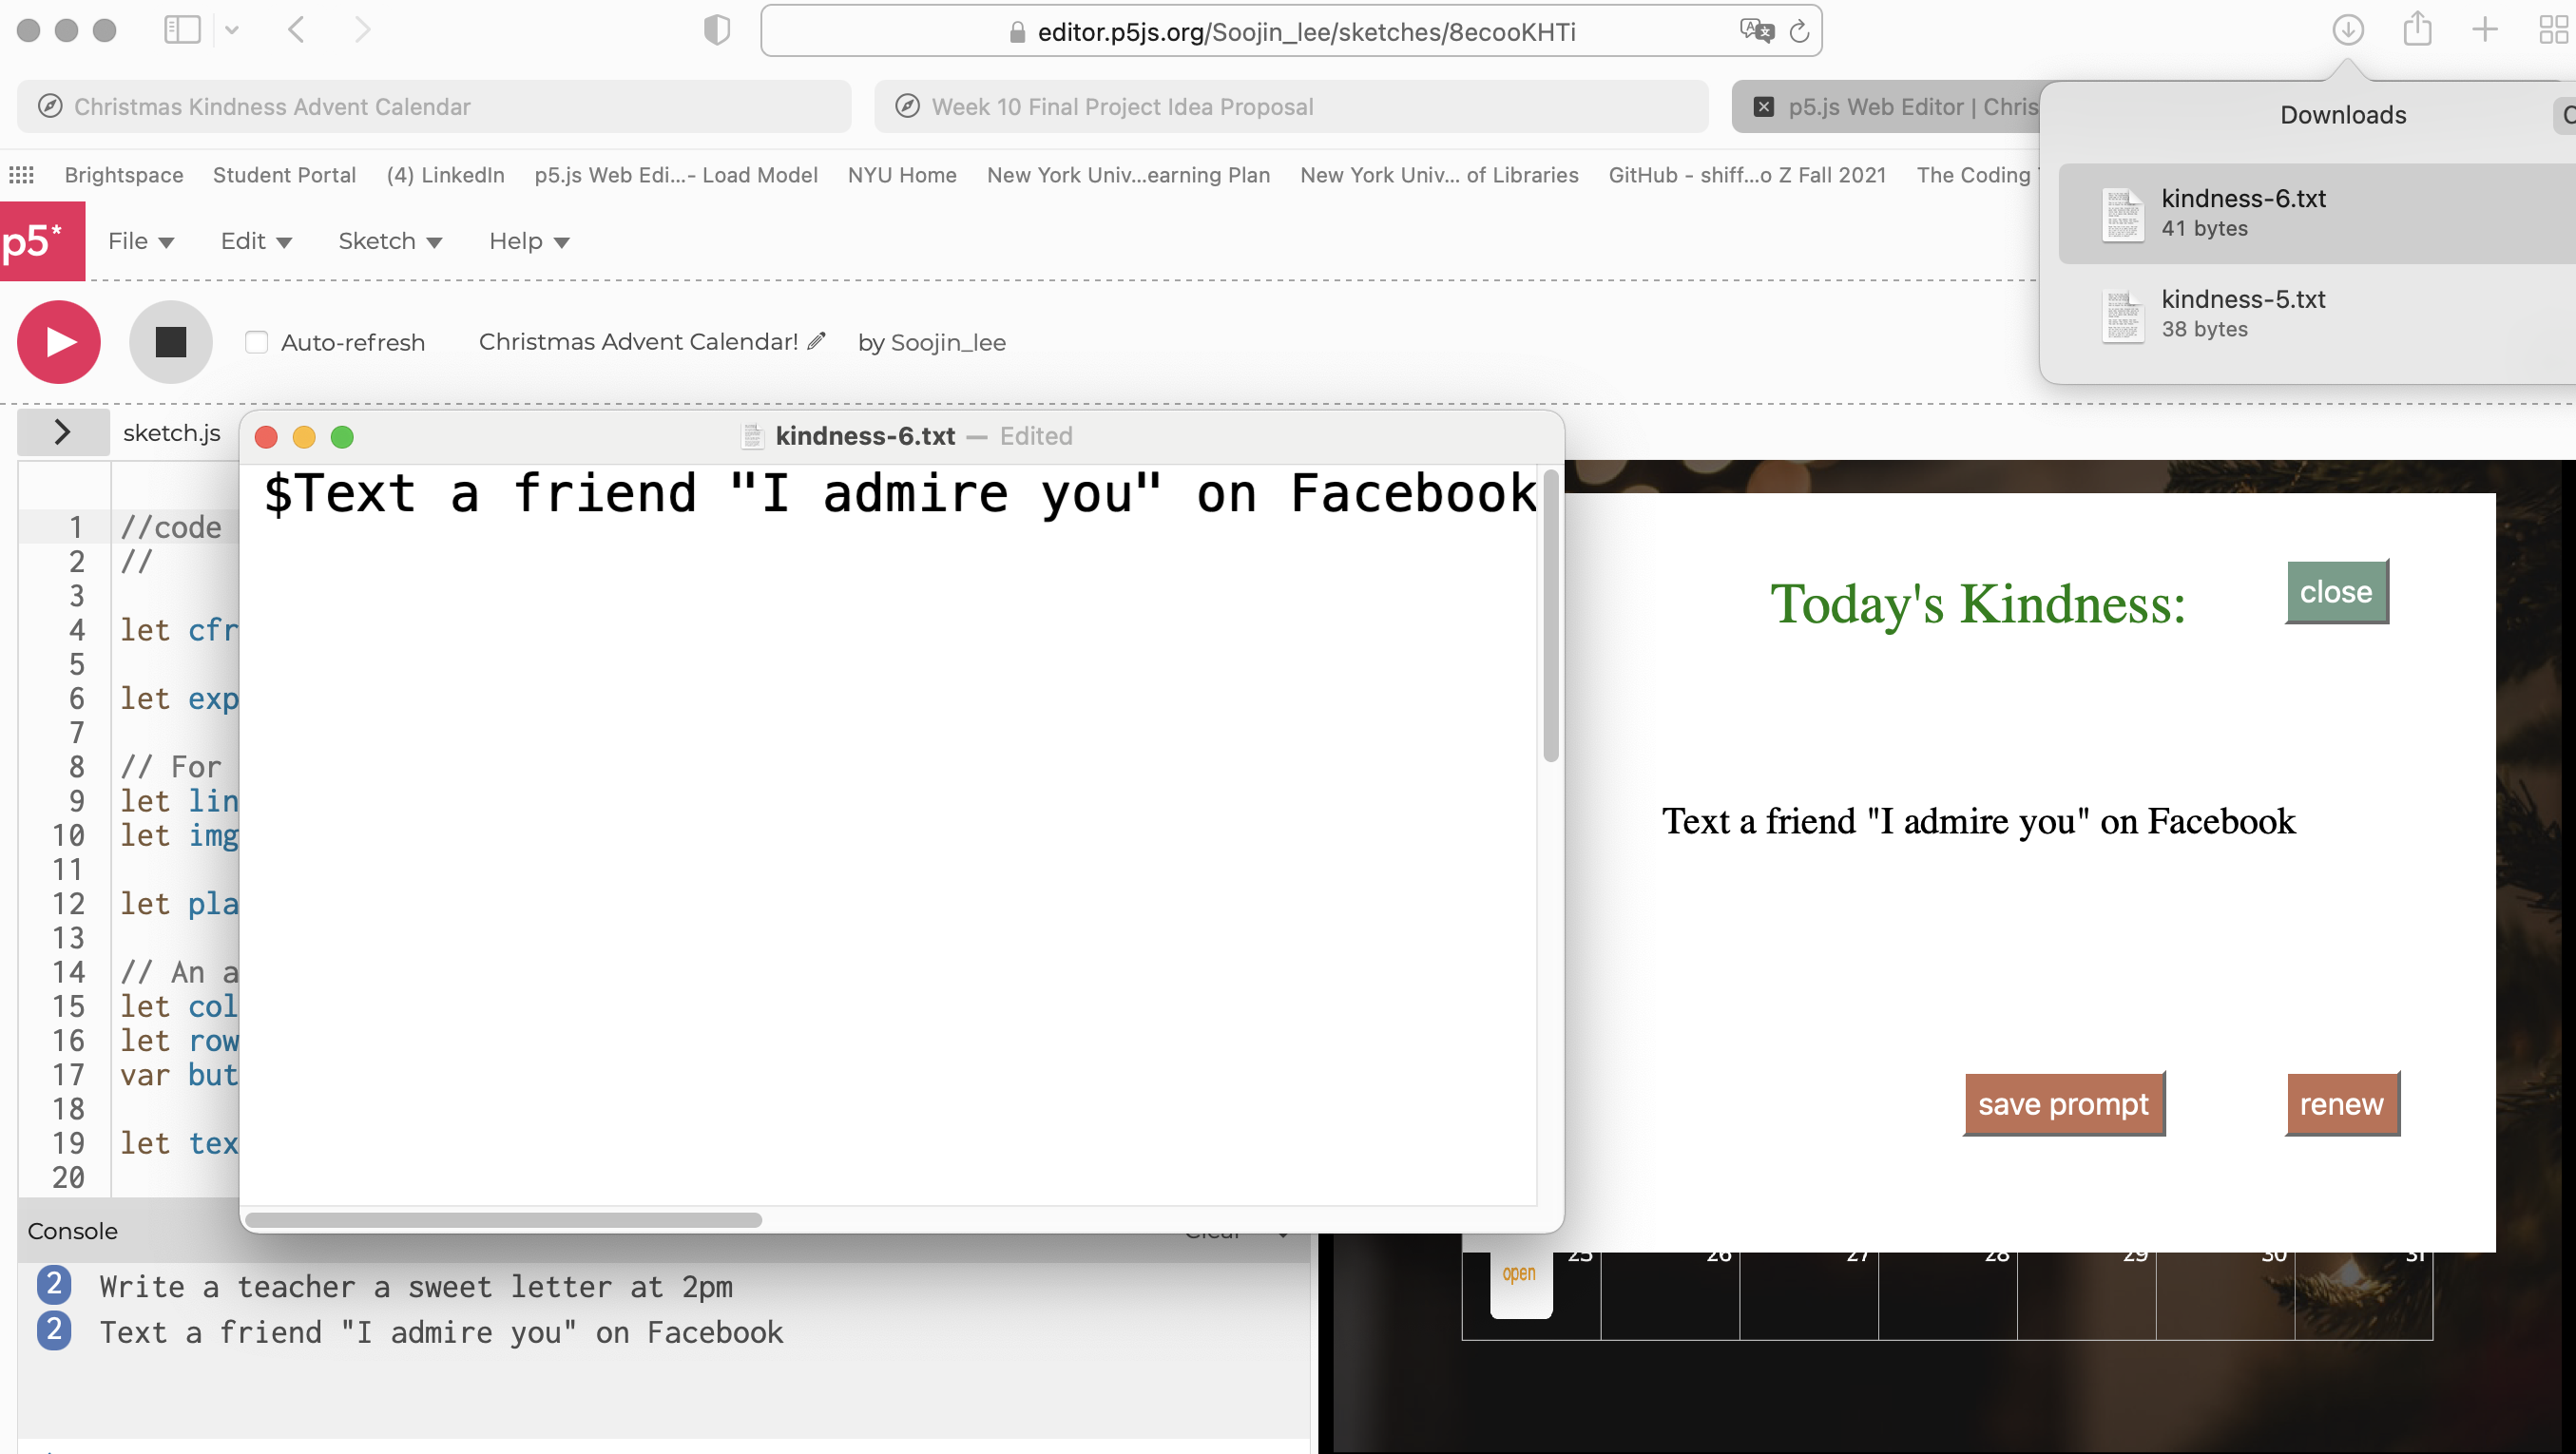 editor.p5js.org/Soojin_lee/sketches/8ecooKHTi
Christmas Kindness Advent Calendar
Week 10 Final Project Idea Proposal
p5.js Web Editor | Chris
Downloads
kindness-6.txt
41 bytes
kindness-5.txt
38 bytes
Brightspace Student Portal (4) LinkedIn p5.js Web Edi...- Load Model NYU Home New York Univ...earning Plan New York Univ... of Libraries GitHub - shiff...o Z Fall 2021 The Coding
p5* File Edit Sketch Help
Auto-refresh Christmas Advent Calendar! by Soojin_lee
sketch.js
kindness-6.txt — Edited
$Text a friend "I admire you" on Facebook
1 //code
2 //
3
4 let cfr
5
6 let exp
7
8 // For
9 let lin
10 let img
11
12 let pla
13
14 // An a
15 let col
16 let row
17 var but
18
19 let tex
20
Today's Kindness:
close
Text a friend "I admire you" on Facebook
save prompt
renew
open
25 26 27 28 29 30 31
Console
Clear
2 Write a teacher a sweet letter at 2pm
2 Text a friend "I admire you" on Facebook